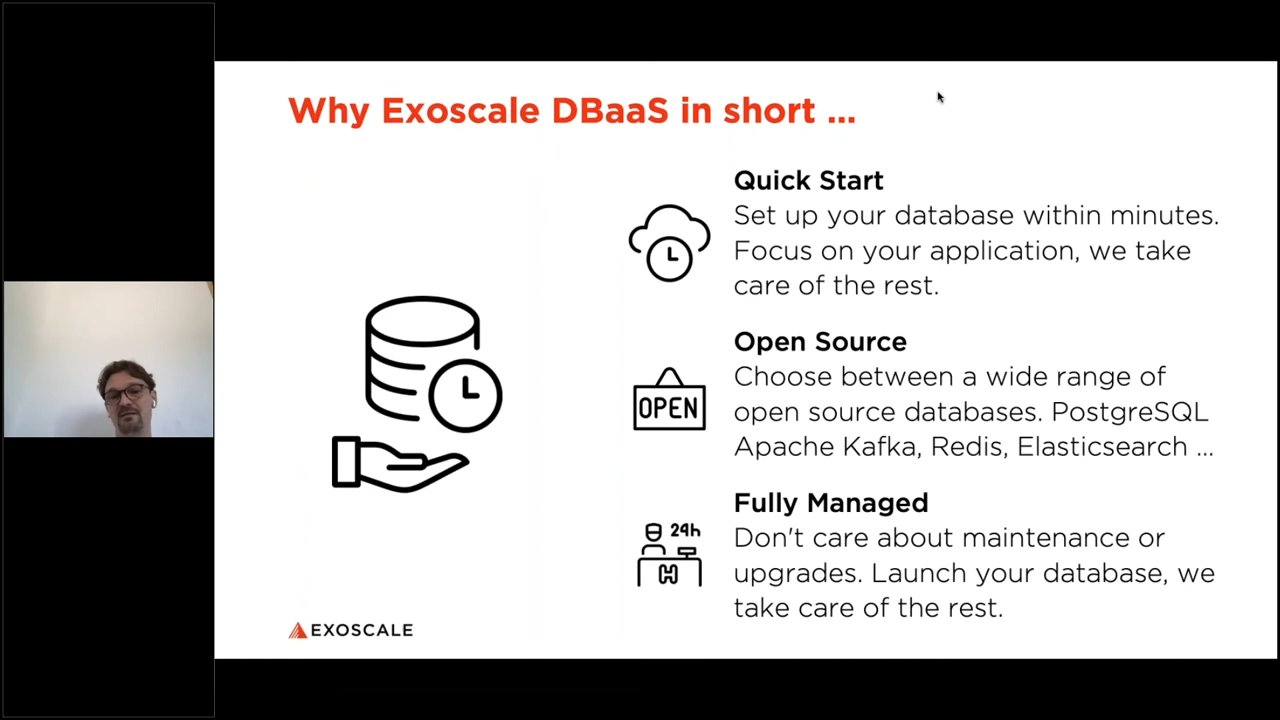 Why Exoscale DBaaS in short ...
Quick Start
Set up your database within minutes.
Focus on your application, we take
care of the rest.
Open Source
OPEN
Choose between a wide range of
open source databases. PostgreSQL
Apache Kafka, Redis, Elasticsearch ...
Fully Managed
24h
H
Don't care about maintenance or
upgrades. Launch your database, we
take care of the rest.
EXOSCALE